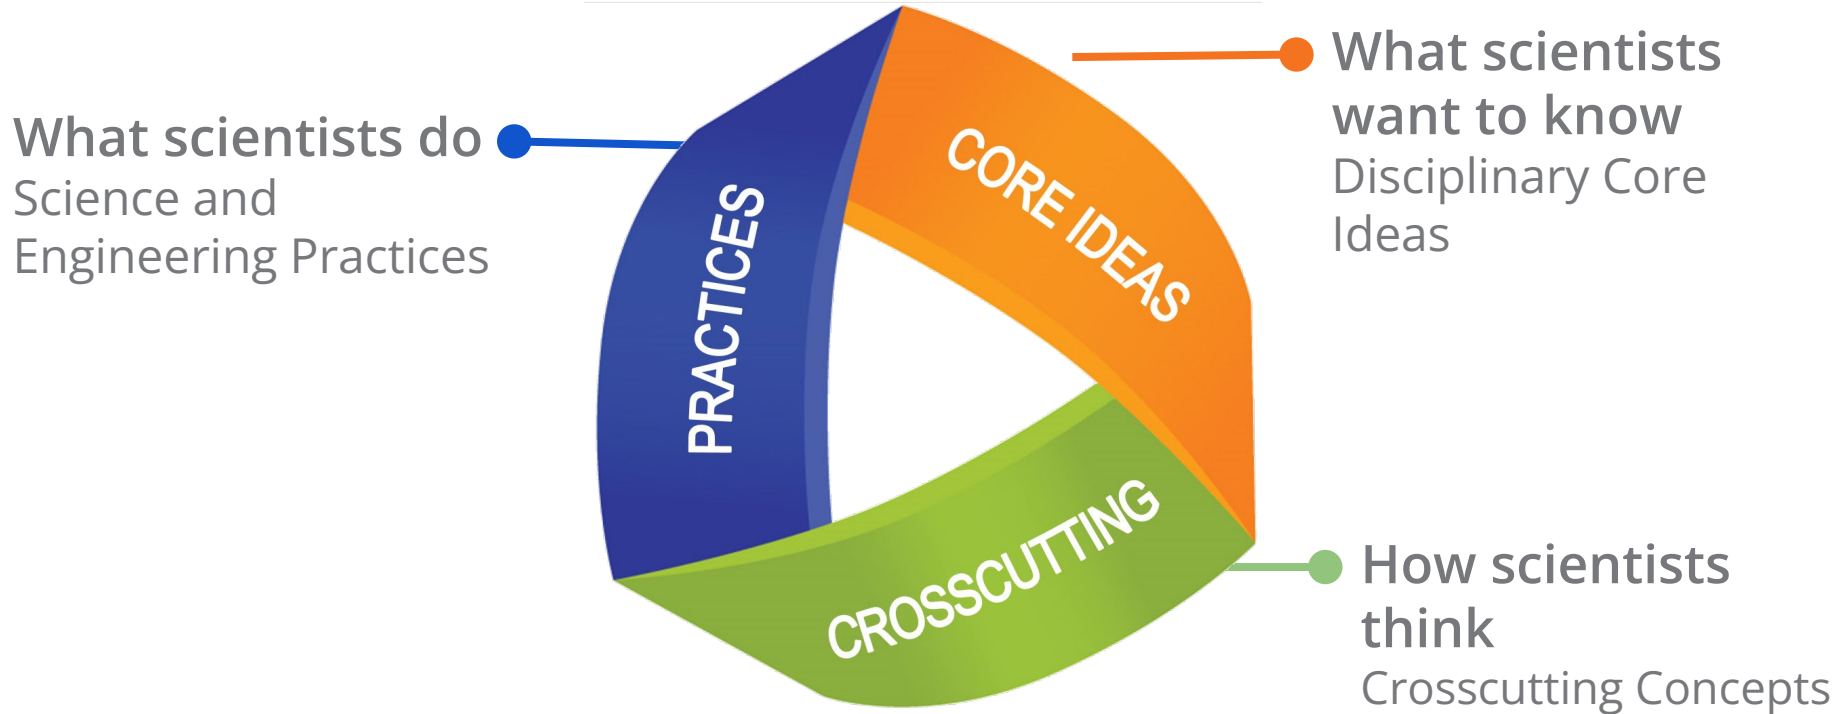 What scientists do
Science and
Engineering Practices
PRACTICES
CORE IDEAS
CROSSCUTTING
What scientists
want to know
Disciplinary Core
Ideas
How scientists
think
Crosscutting Concepts